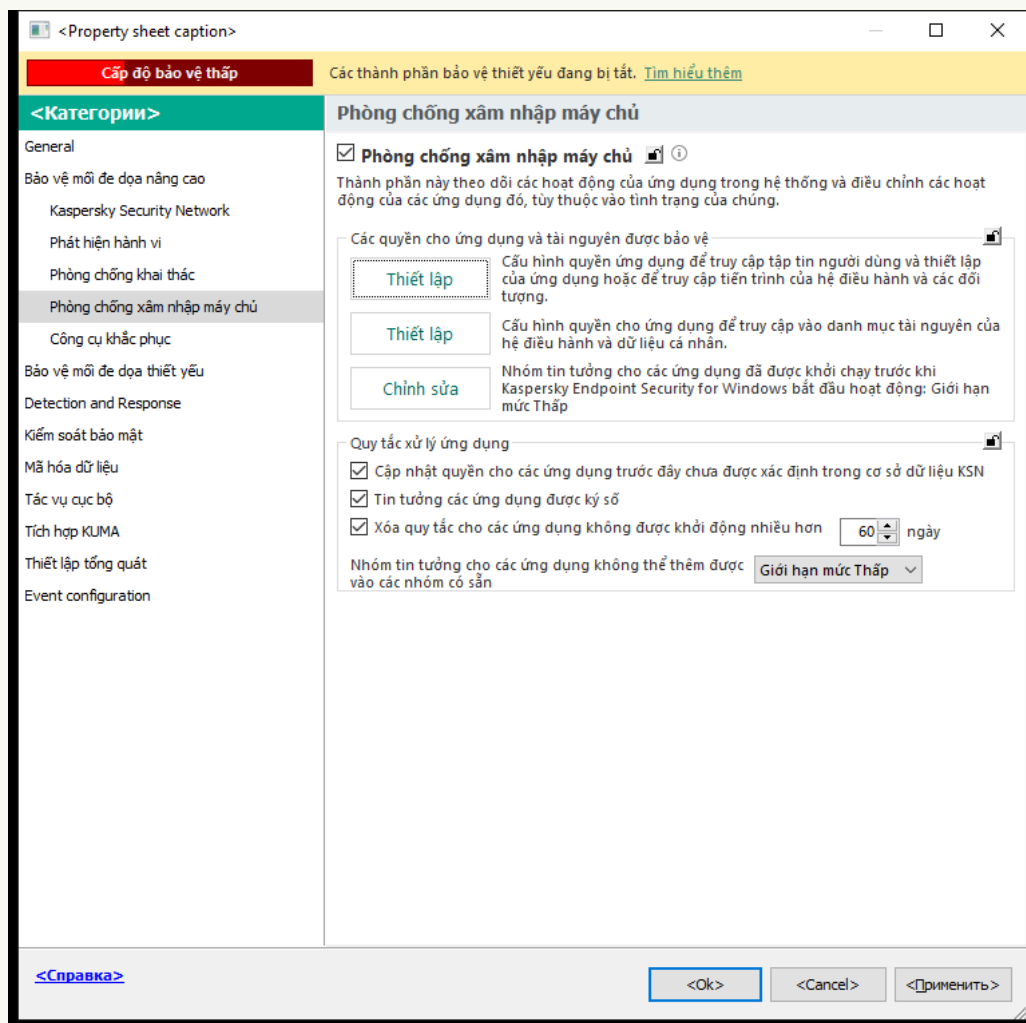 <Property sheet caption>
Cấp độ bảo vệ thấp
Các thành phần bảo vệ thiết yếu đang bị tắt. Tìm hiểu thêm
<Категории>
General
Bảo vệ mối đe dọa nâng cao
Kaspersky Security Network
Phát hiện hành vi
Phòng chống khai thác
Phòng chống xâm nhập máy chủ
Công cụ khắc phục
Bảo vệ mối đe dọa thiết yếu
Detection and Response
Kiểm soát bảo mật
Mã hóa dữ liệu
Tác vụ cục bộ
Tích hợp KUMA
Thiết lập tổng quát
Event configuration
Phòng chống xâm nhập máy chủ
Phòng chống xâm nhập máy chủ
Thành phần này theo dõi các hoạt động của ứng dụng trong hệ thống và điều chỉnh các hoạt
động của các ứng dụng đó, tùy thuộc vào tình trạng của chúng.
Các quyền cho ứng dụng và tài nguyên được bảo vệ
Thiết lập
Cấu hình quyền ứng dụng để truy cập tập tin người dùng và thiết lập
của ứng dụng hoặc để truy cập tiến trình của hệ điều hành và các đối
tượng.
Thiết lập
Cấu hình quyền cho ứng dụng để truy cập vào danh mục tài nguyên của
hệ điều hành và dữ liệu cá nhân.
Chỉnh sửa
Nhóm tin tưởng cho các ứng dụng đã được khởi chạy trước khi
Kaspersky Endpoint Security for Windows bắt đầu hoạt động: Giới hạn
mức Thấp
Quy tắc xử lý ứng dụng
Cập nhật quyền cho các ứng dụng trước đây chưa được xác định trong cơ sở dữ liệu KSN
Tin tưởng các ứng dụng được ký số
Xóa quy tắc cho các ứng dụng không được khởi động nhiều hơn 60 ngày
Nhóm tin tưởng cho các ứng dụng không thể thêm được
vào các nhóm có sẵn
Giới hạn mức Thấp
<Справка>
<Ok>
<Cancel>
<Применить>